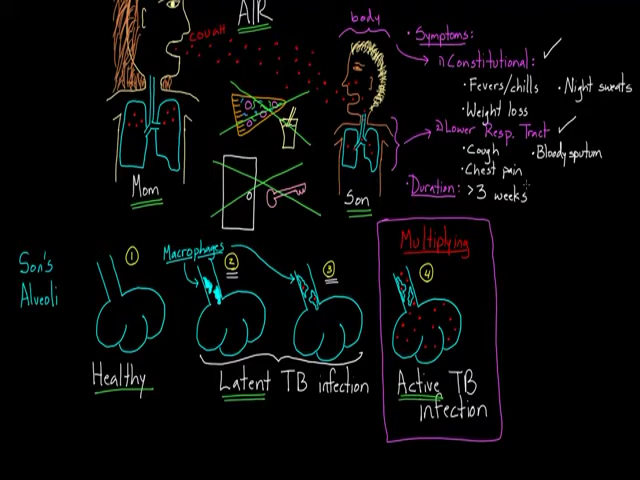 AIR
cough
Mom
body
Son
• Symptoms:
1) Constitutional:
• Fevers/chills
• Night sweats
• Weight loss
2) Lower Resp. Tract
• Cough
• Bloody sputum
• Chest pain
• Duration: >3 weeks
Son's
Alveoli
Macrophages
1
2
3
Multiplying
4
Healthy
Latent TB infection
Active TB
infection